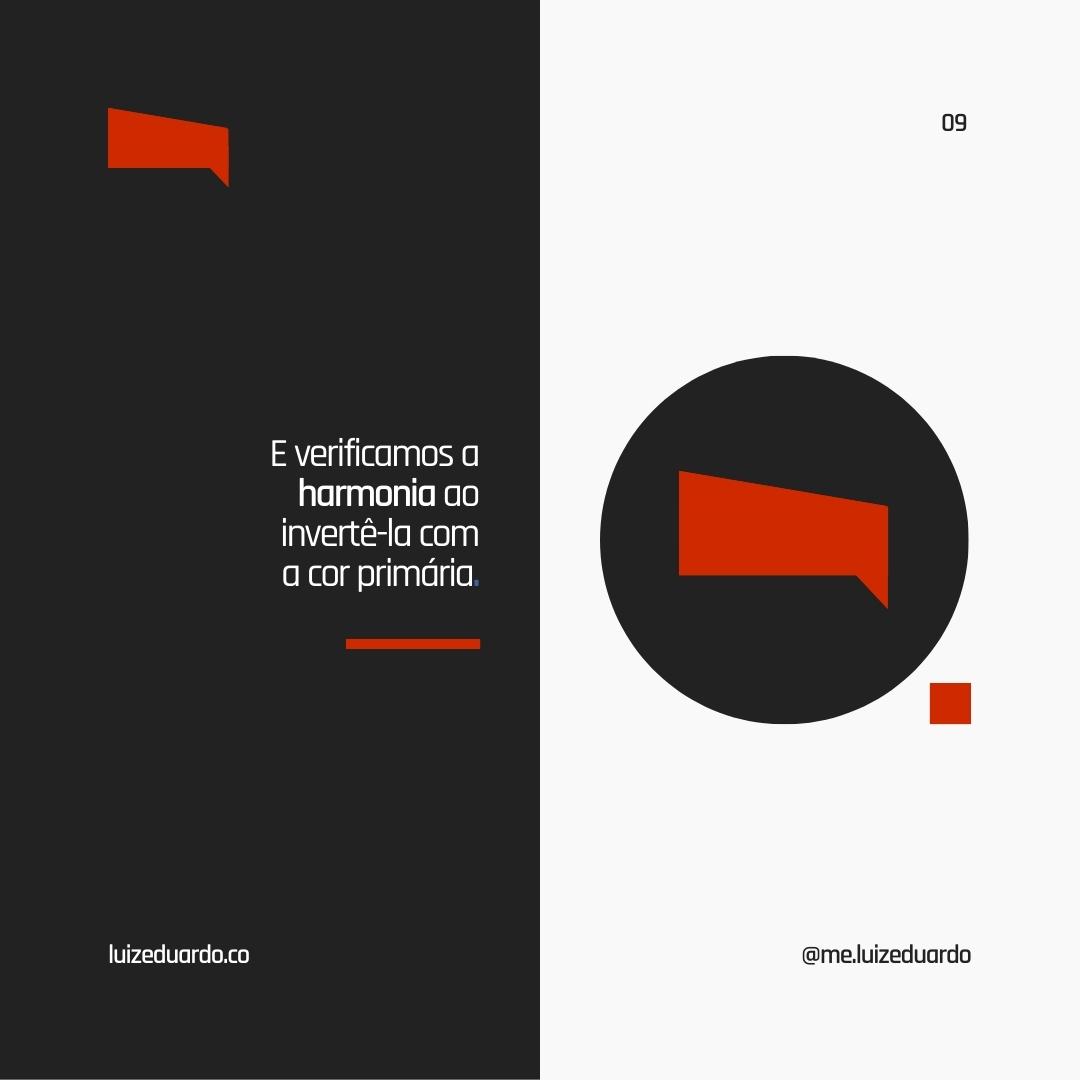 09
E verificamos a
harmonia ao
invertê-la com
a cor primária.
luizeduardo.co
@me.luizeduardo